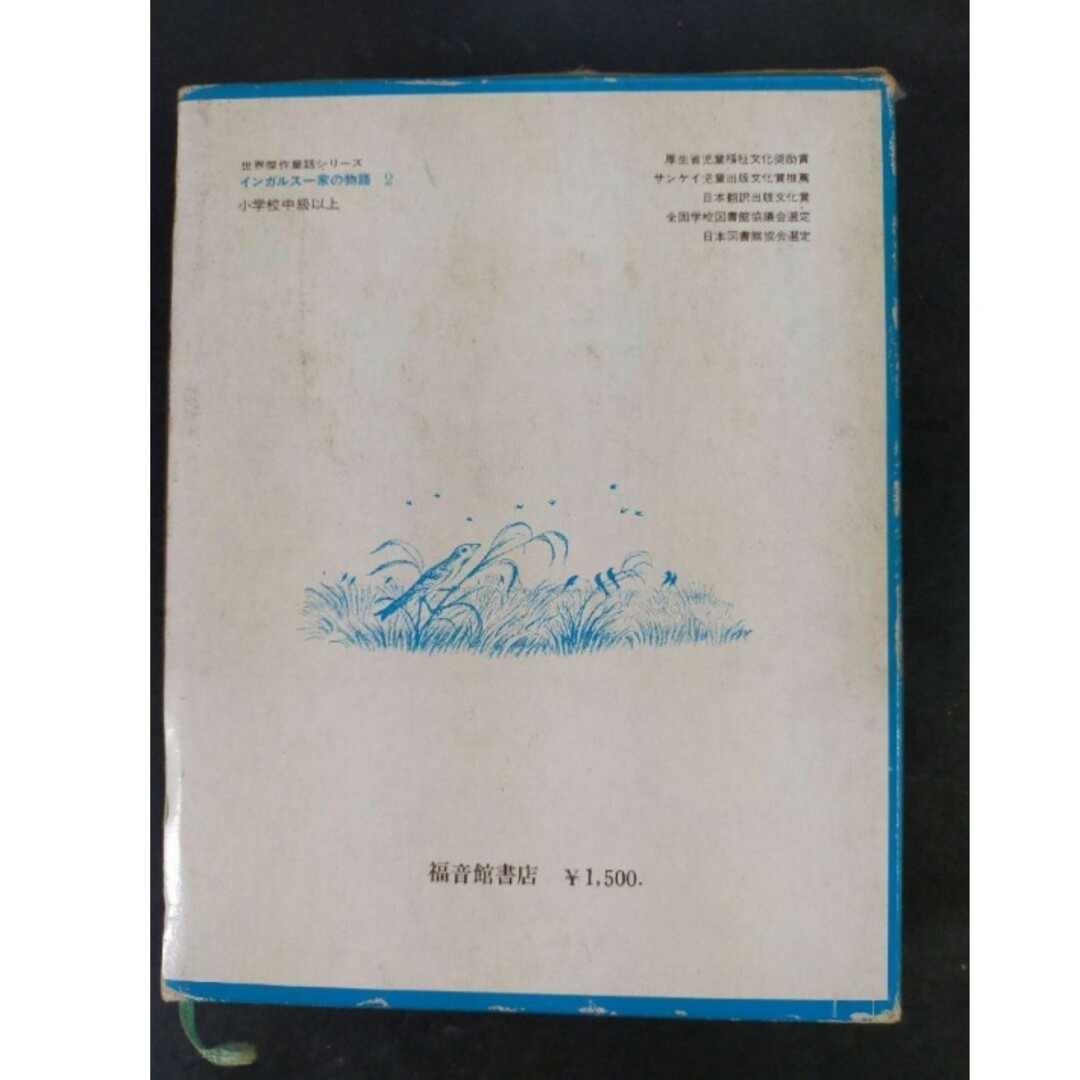 世界傑作童話シリーズ
インガルス一家の物語 2
小学校中級以上
厚生省児童福祉文化奨励賞
サンケイ児童出版文化賞推薦
日本翻訳出版文化賞
全国学校図書館協議会選定
日本図書館協会選定
福音館書店 ¥1,500.